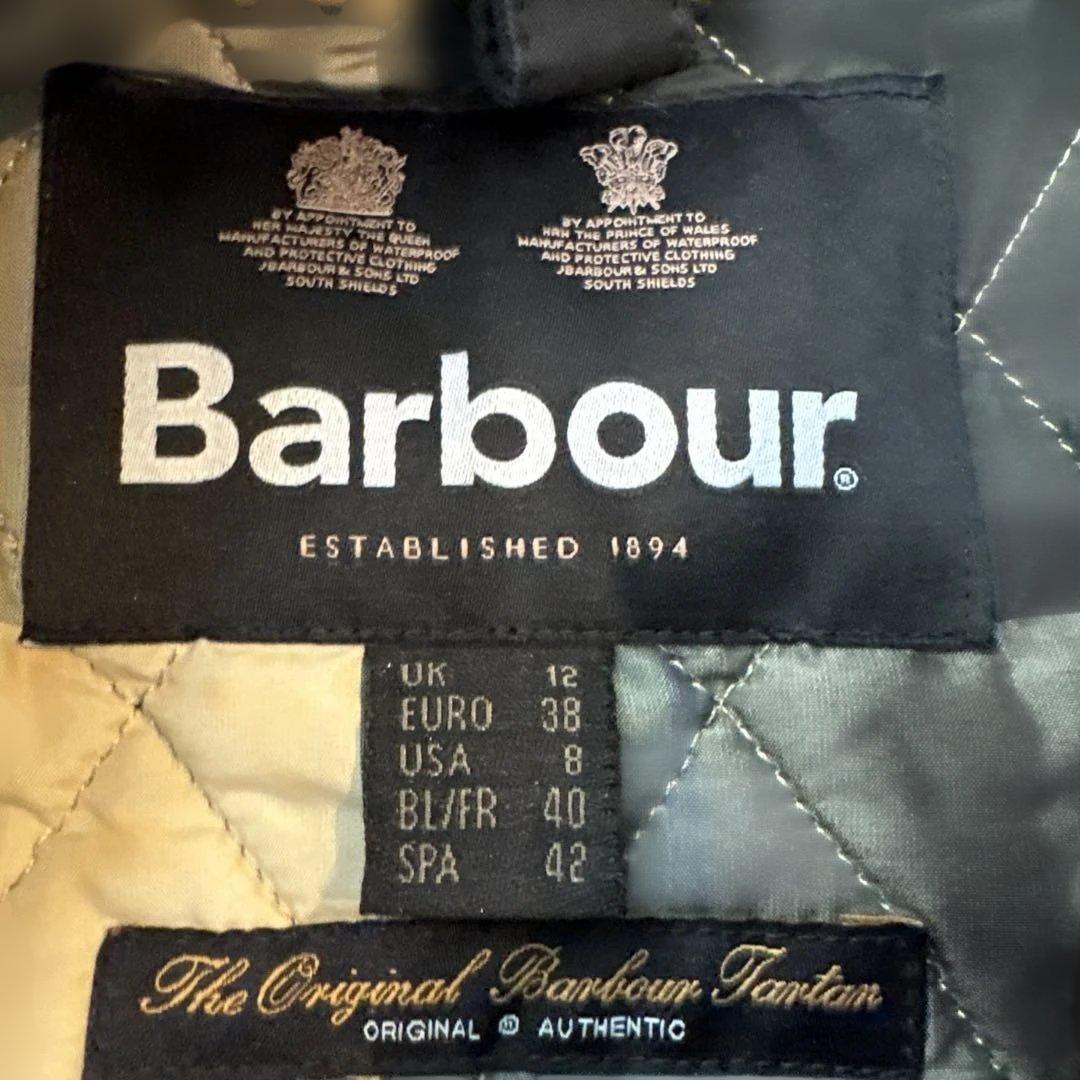 BY APPOINTMENT TO
HER MAJESTY THE QUEEN
MANUFACTURERS OF WATERPROOF
AND PROTECTIVE CLOTHING
J BARBOUR & SONS LTD
SOUTH SHIELDS
BY APPOINTMENT TO
HRH THE PRINCE OF WALES
MANUFACTURERS OF WATERPROOF
AND PROTECTIVE CLOTHING
J BARBOUR & SONS LTD
SOUTH SHIELDS
Barbour®
ESTABLISHED 1894
UK 12
EURO 38
USA 8
BL/FR 40
SPA 42
The Original Barbour Tartan
ORIGINAL ® AUTHENTIC